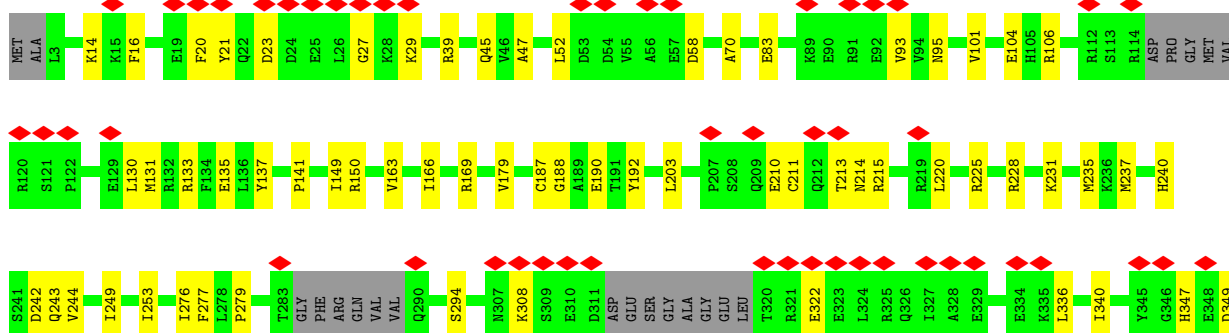 MET ALA L3 K14 K15 F16 E19 F20 Y21 Q22 D23 D24 E25 L26 G27 K28 K29 R39 Q45 V46 A47 L52 D53 D54 V55 A56 E57 D58 A70 E83 K89 E90 R91 E92 V93 V94 N95 V101 E104 H105 R106 R112 S113 R114 ASP PRO GLY MET VAL
R120 S121 P122 E129 L130 M131 R132 R133 F134 E135 L136 Y137 P141 I149 R150 V163 I166 R169 V179 C187 G188 A189 E190 T191 Y192 L203 P207 S208 Q209 E210 C211 Q212 T213 N214 R215 R219 L220 R225 R228 K231 M235 K236 M237 H240
S241 D242 Q243 V244 I249 I253 I276 F277 L278 P279 T283 GLY PHE ARG GLN VAL VAL Q290 S294 N307 K308 S309 E310 D311 ASP GLU SER GLY ALA GLY GLU LEU T320 R321 E322 E323 L324 R325 Q326 I327 A328 E329 E334 K335 L336 I340 Y345 G346 H347 E348 D349